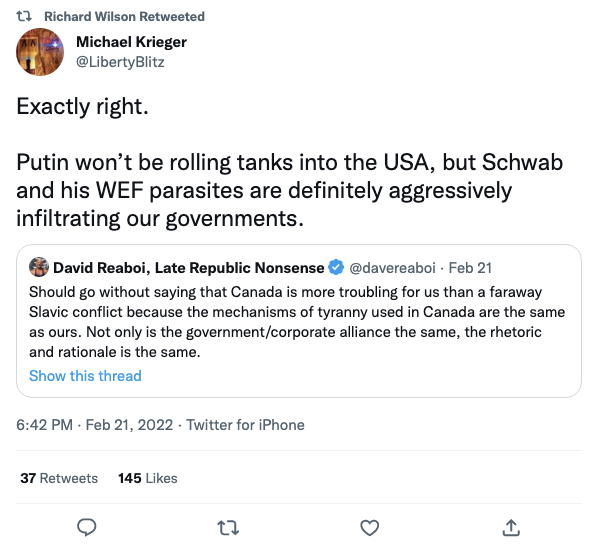 Richard Wilson Retweeted
Michael Krieger
@LibertyBlitz
Exactly right.
Putin won’t be rolling tanks into the USA, but Schwab
and his WEF parasites are definitely aggressively
infiltrating our governments.
David Reaboi, Late Republic Nonsense @davereaboi · Feb 21
Should go without saying that Canada is more troubling for us than a faraway
Slavic conflict because the mechanisms of tyranny used in Canada are the same
as ours. Not only is the government/corporate alliance the same, the rhetoric
and rationale is the same.
Show this thread
6:42 PM · Feb 21, 2022 · Twitter for iPhone
37 Retweets 145 Likes